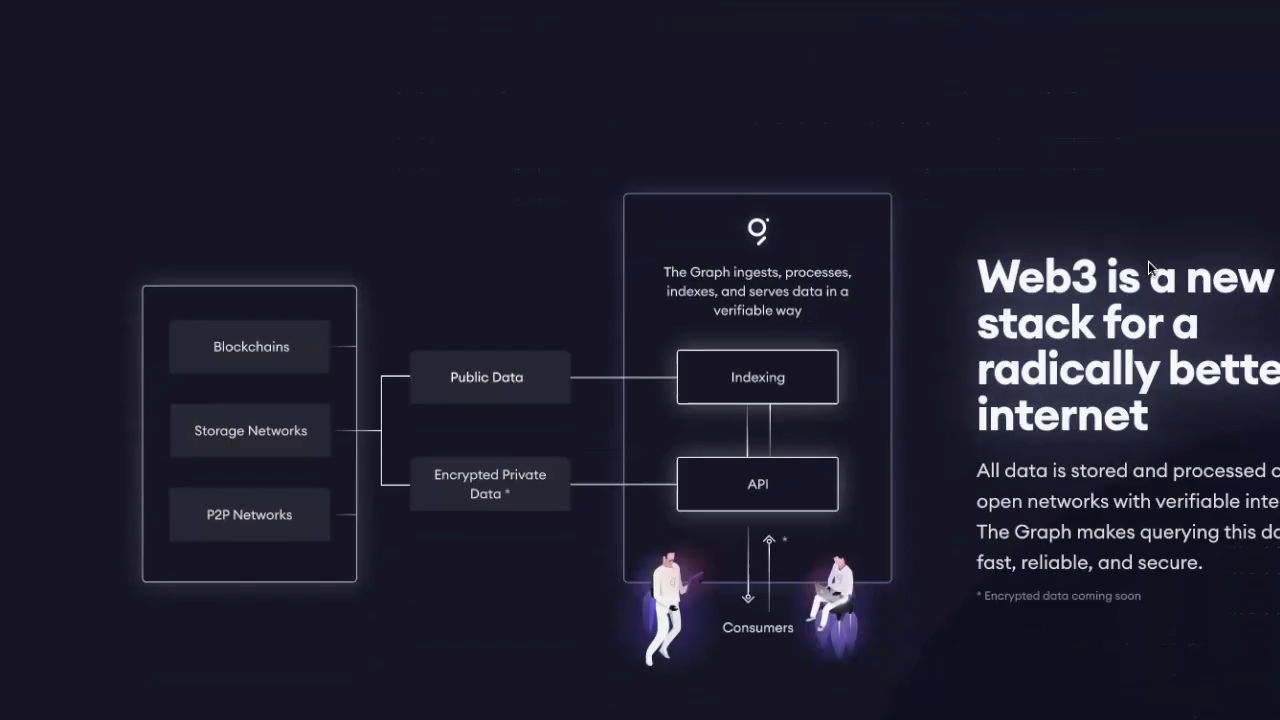 Blockchains
Storage Networks
P2P Networks
Public Data
Encrypted Private
Data *
The Graph ingests, processes,
indexes, and serves data in a
verifiable way
Indexing
API
*
Consumers
Web3 is a new
stack for a
radically bette
internet
All data is stored and processed o
open networks with verifiable inte
The Graph makes querying this da
fast, reliable, and secure.
* Encrypted data coming soon